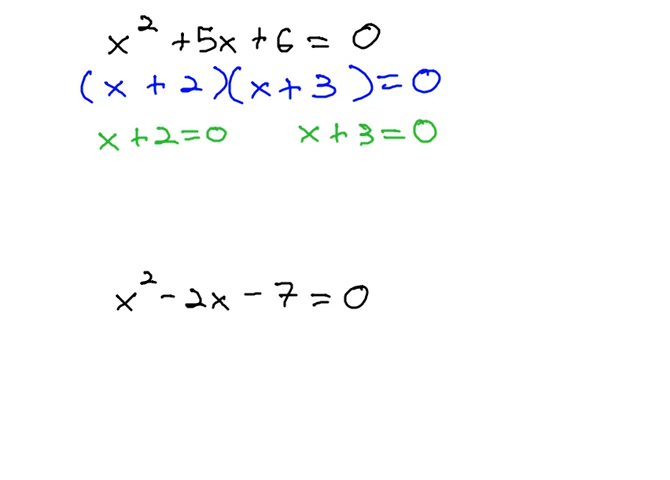 x² + 5x + 6 = 0
(x + 2)(x + 3) = 0
x + 2 = 0 x + 3 = 0
x² - 2x - 7 = 0